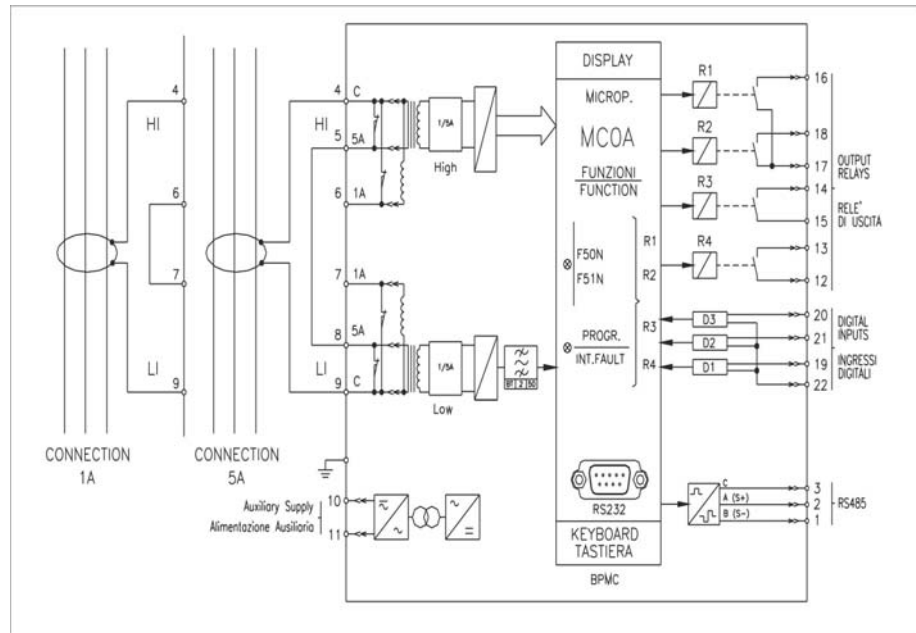 DISPLAY
MICROP.
MCOA
FUNZIONI
FUNCTION
F50N
F51N
R1
R2
R3
R4
PROGR.
INT.FAULT
RS232
KEYBOARD
TASTIERA
BPMC
4
HI
6
7
LI
9
CONNECTION
1A
4
C
HI
5
5A
6
1A
7
1A
8
5A
LI
9
C
CONNECTION
5A
1/5A
High
1/5A
Low
Auxiliary Supply
Alimentazione Ausiliaria
10
11
R1
R2
R3
R4
16
18
17
14
15
13
12
OUTPUT
RELAYS
RELE'
DI USCITA
D3
D2
D1
20
21
19
22
DIGITAL
INPUTS
INGRESSI
DIGITALI
C
A (S+)
B (S-)
3
2
1
RS485